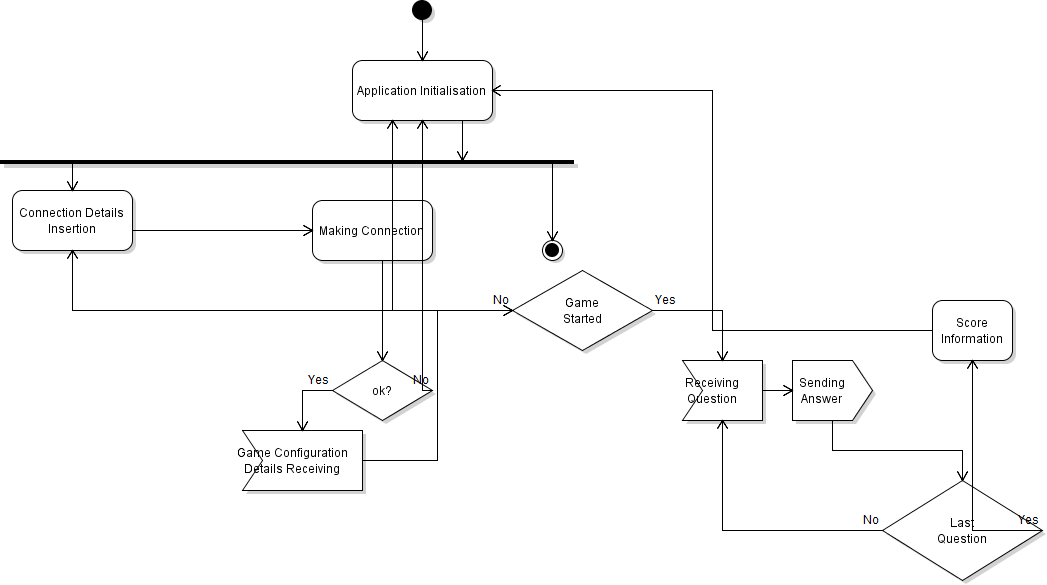 Application Initialisation
Connection Details
Insertion
Making Connection
No
Game
Started
Yes
Score
Information
Yes
ok?
No
Receiving
Question
Sending
Answer
Game Configuration
Details Receiving
No
Last
Question
Yes